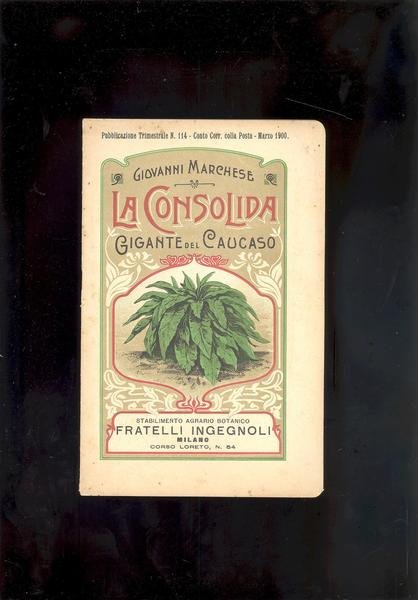 Pubblicazione Trimestrale N. 114 - Conto Corr. colla Posta - Marzo 1900.
GIOVANNI MARCHESE
LA CONSOLIDA
GIGANTE DEL CAUCASO
STABILIMENTO AGRARIO BOTANICO
FRATELLI INGEGNOLI
MILANO
CORSO LORETO, N. 54